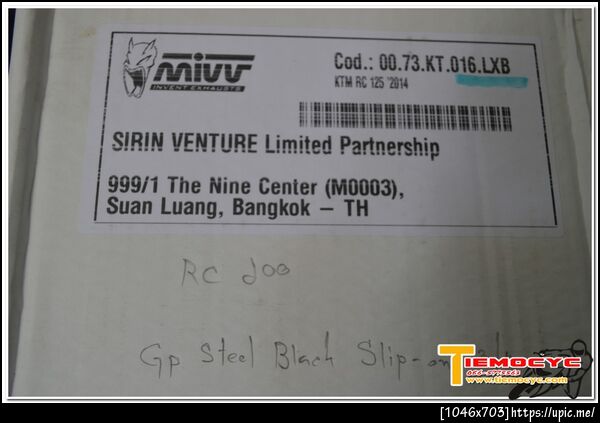 mivv
INVENT EXHAUSTS
Cod.: 00.73.KT.016.LXB
KTM RC 125 '2014
SIRIN VENTURE Limited Partnership
999/1 The Nine Center (M0003),
Suan Luang, Bangkok – TH
RC 200
Gp Steel Black Slip-on
TIEMOCYC
www.tiemocyc.com
[1046x703]https://upic.me/